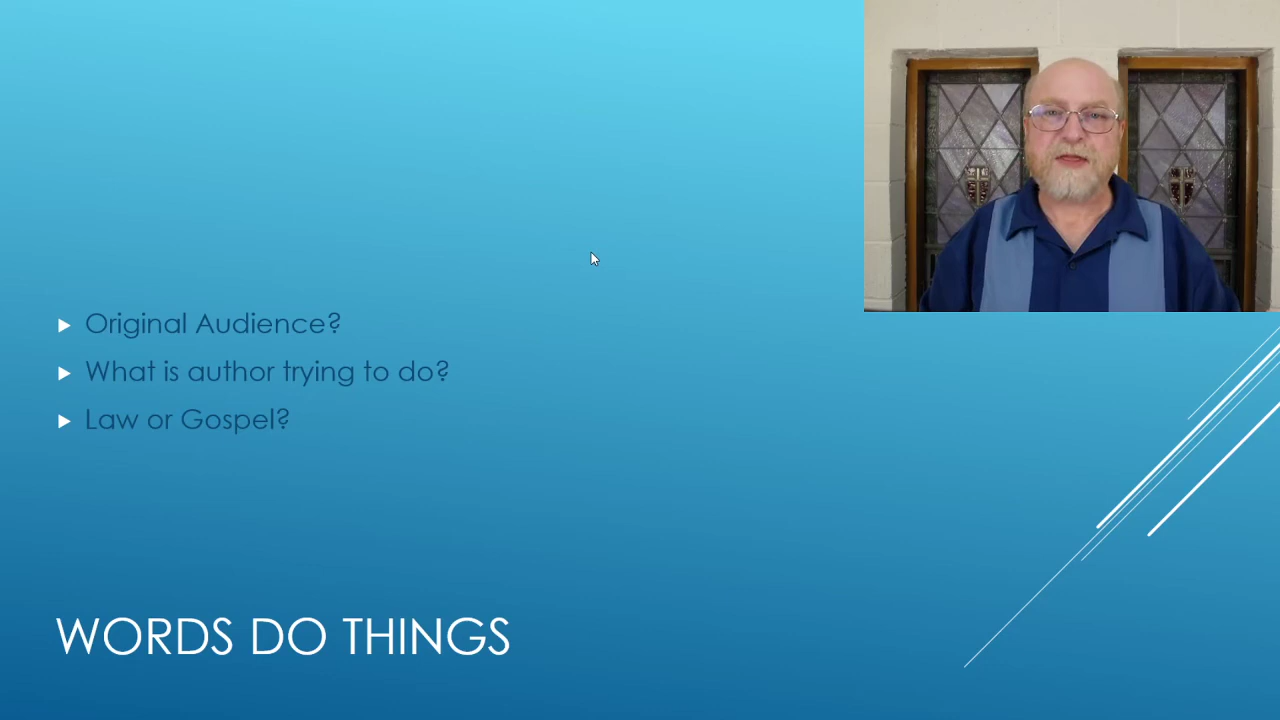 Original Audience?
What is author trying to do?
Law or Gospel?
WORDS DO THINGS